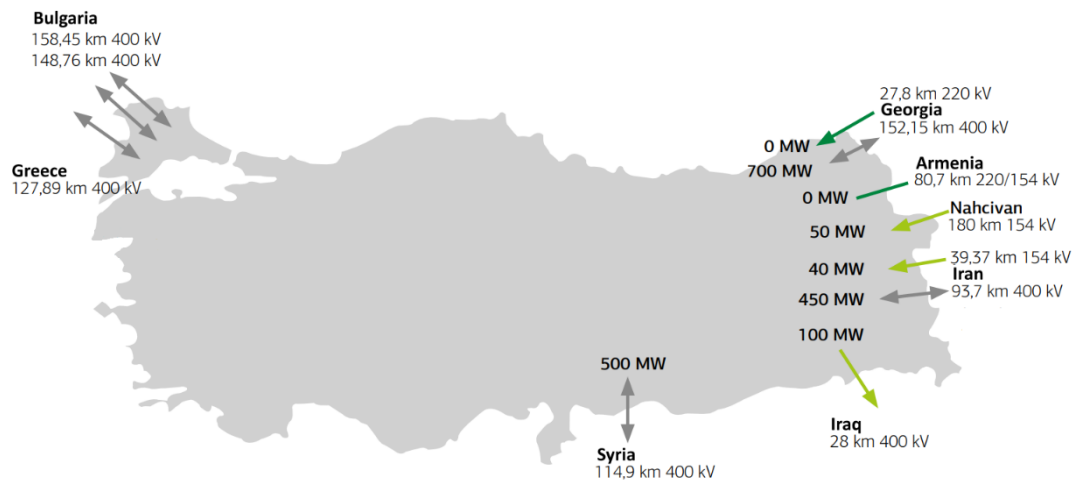 Bulgaria
158,45 km 400 kV
148,76 km 400 kV
Greece
127,89 km 400 kV
27,8 km 220 kV
Georgia
152,15 km 400 kV
0 MW
700 MW
Armenia
80,7 km 220/154 kV
0 MW
Nahcivan
180 km 154 kV
50 MW
39,37 km 154 kV
40 MW
İran
93,7 km 400 kV
450 MW
100 MW
Iraq
28 km 400 kV
500 MW
Syria
114,9 km 400 kV